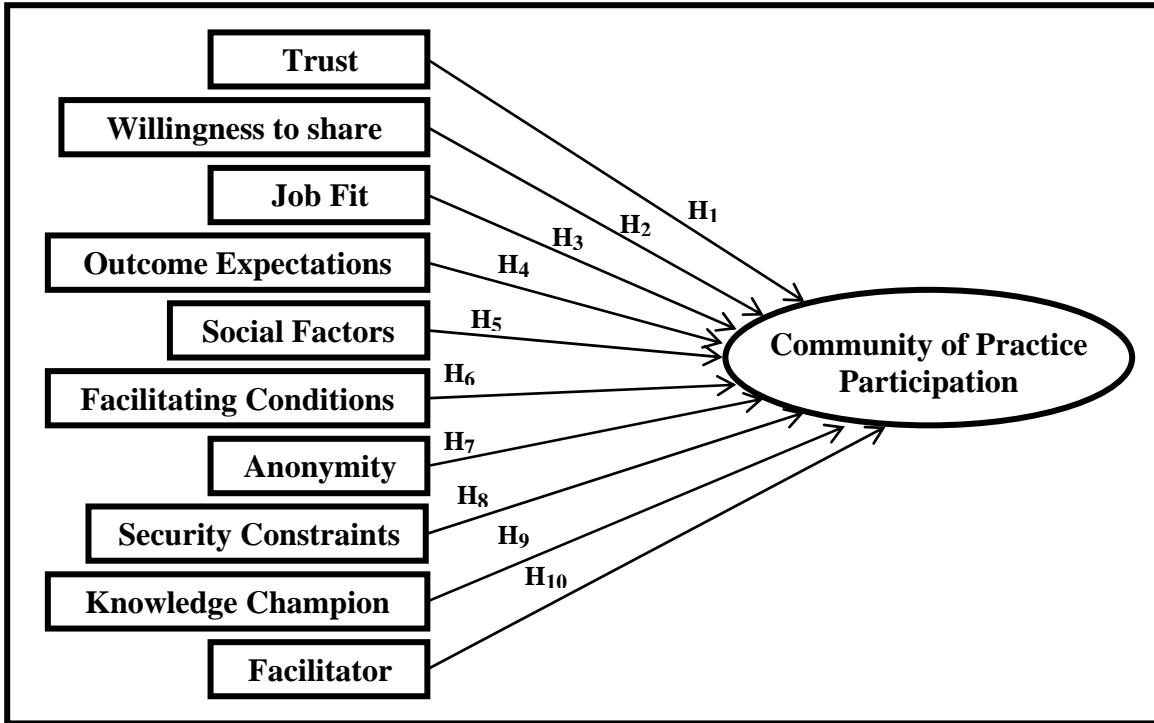 Trust
Willingness to share
Job Fit
Outcome Expectations
Social Factors
Facilitating Conditions
Anonymity
Security Constraints
Knowledge Champion
Facilitator
H1
H2
H3
H4
H5
H6
H7
H8
H9
H10
Community of Practice
Participation